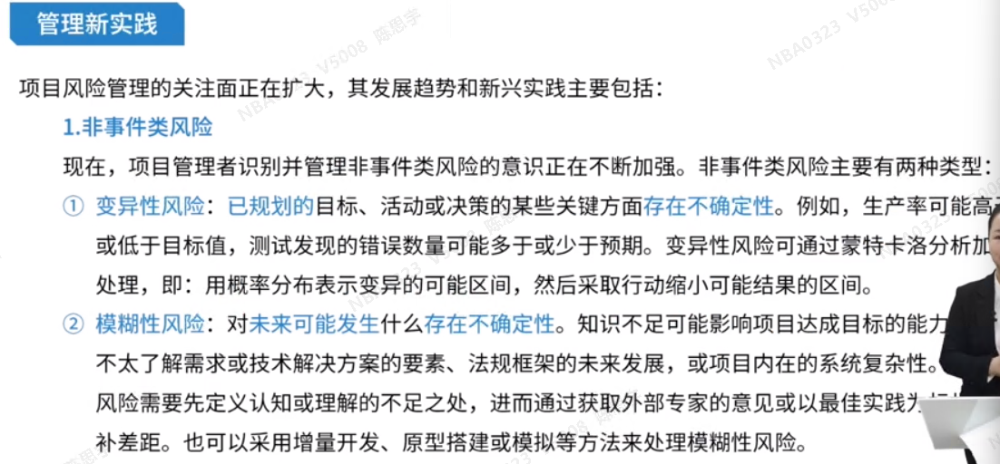 管理新实践
NBA0323 V5008 陈思宇
NBA0323 V5008
项目风险管理的关注面正在扩大，其发展趋势和新兴实践主要包括：
1.非事件类风险
现在，项目管理者识别并管理非事件类风险的意识正在不断加强。非事件类风险主要有两种类型：
① 变异性风险：已规划的目标、活动或决策的某些关键方面存在不确定性。例如，生产率可能高
或低于目标值，测试发现的错误数量可能多于或少于预期。变异性风险可通过蒙特卡洛分析加
处理，即：用概率分布表示变异的可能区间，然后采取行动缩小可能结果的区间。
② 模糊性风险：对未来可能发生什么存在不确定性。知识不足可能影响项目达成目标的能力
不太了解需求或技术解决方案的要素、法规框架的未来发展，或项目内在的系统复杂性。
风险需要先定义认知或理解的不足之处，进而通过获取外部专家的意见或以最佳实践为
补差距。也可以采用增量开发、原型搭建或模拟等方法来处理模糊性风险。